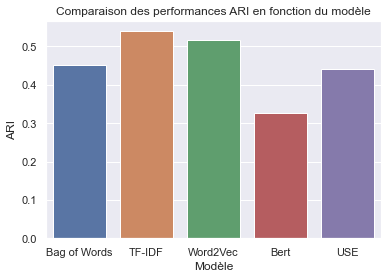 Comparaison des performances ARI en fonction du modèle
ARI
0.5
0.4
0.3
0.2
0.1
0.0
Bag of Words TF-IDF Word2Vec Bert USE
Modèle